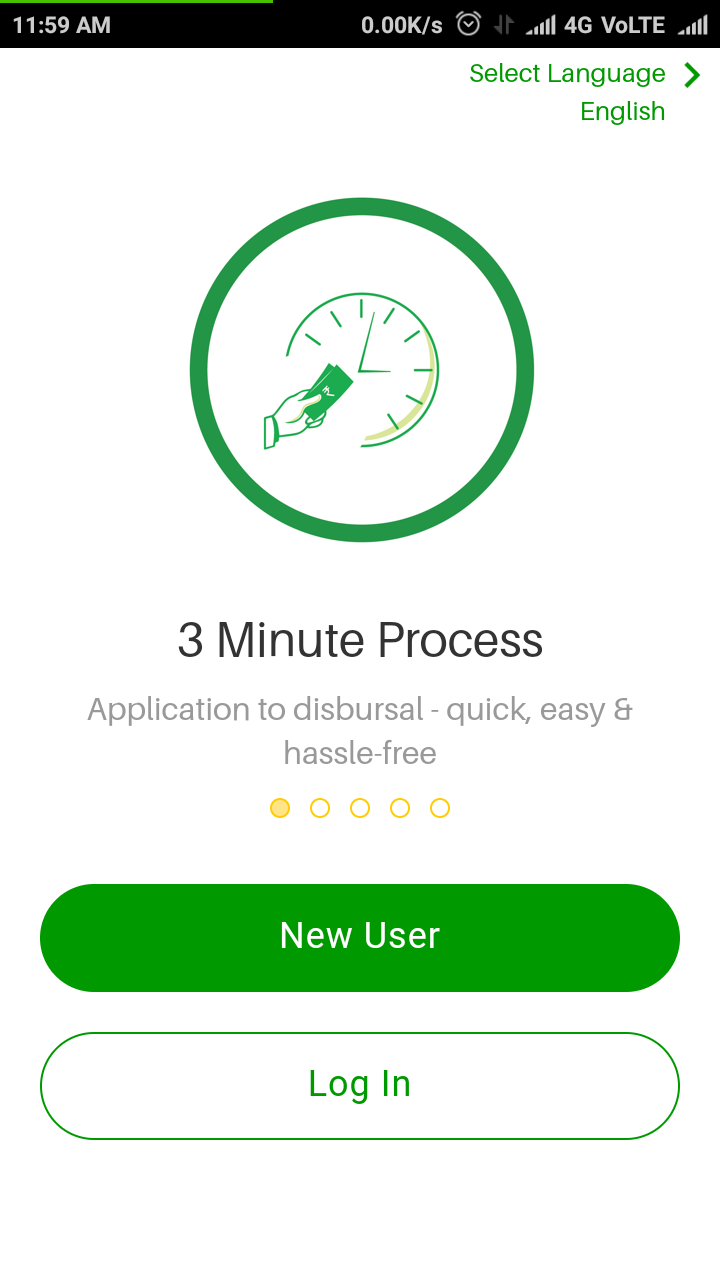 11:59 AM 0.00K/s 4G VoLTE
Select Language
English
₹
3 Minute Process
Application to disbursal - quick, easy &
hassle-free
New User
Log In